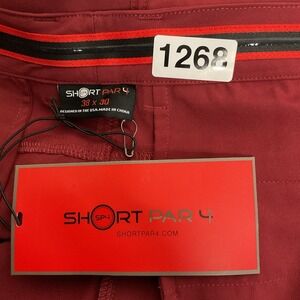 1268
SHORT PAR 4
38 x 30
DESIGNED IN THE USA.MADE IN CHINA
SHORT PAR 4
SP4
SHORTPAR4.COM